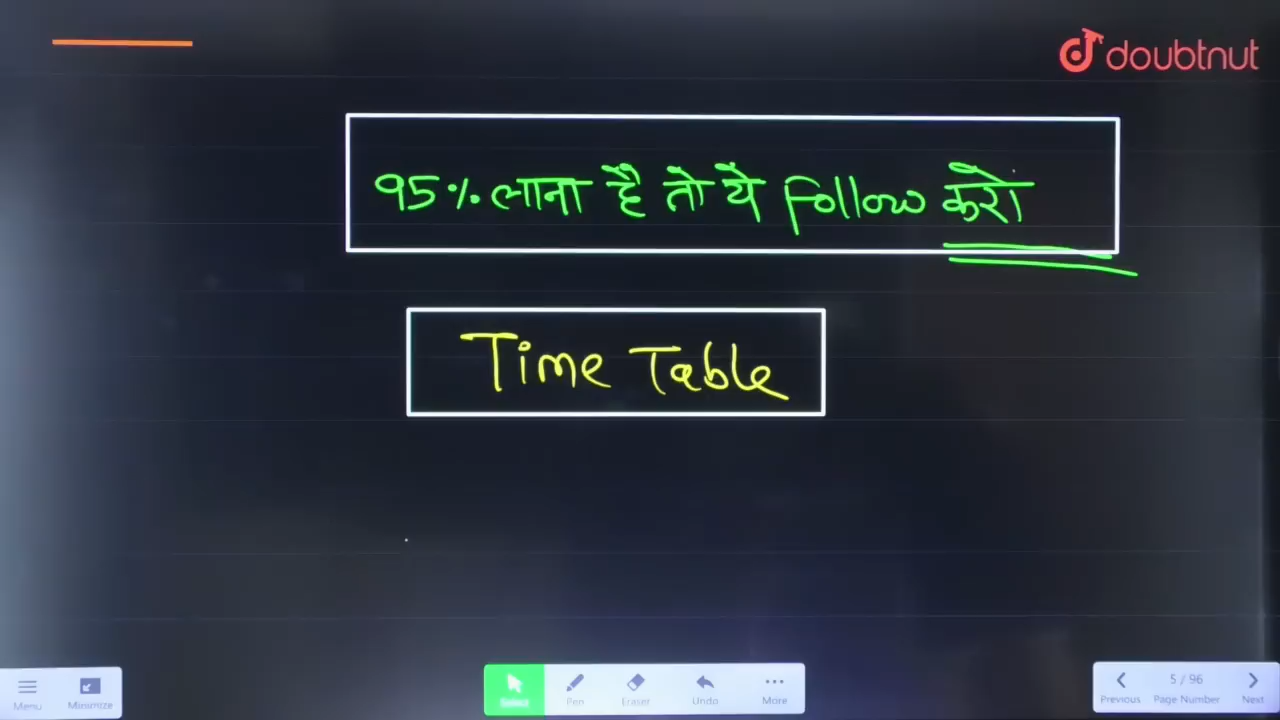 doubtnut
95% लाना है तो ये Follow करो
Time Table
Menu
Minimize
Select
Pen
Eraser
Undo
More
Previous
5 / 96
Page Number
Next